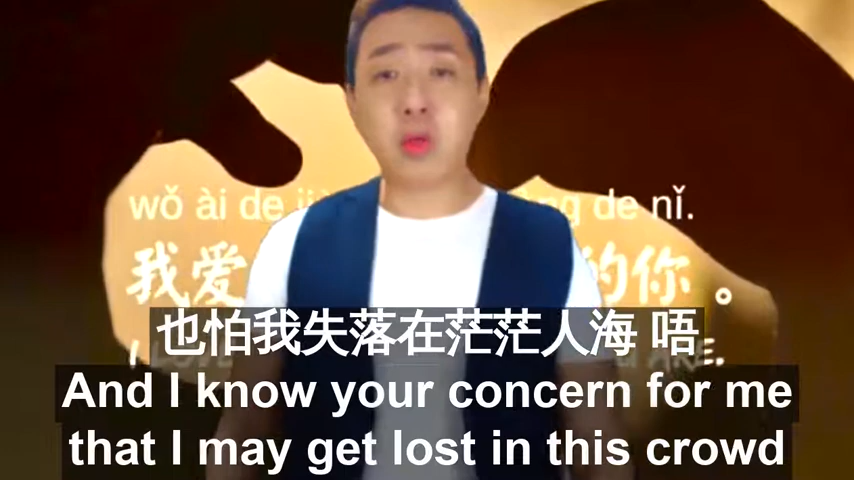 wǒ ài de de nǐ.
我爱 的你。
也怕我失落在茫茫人海 唔
And I know your concern for me
that I may get lost in this crowd